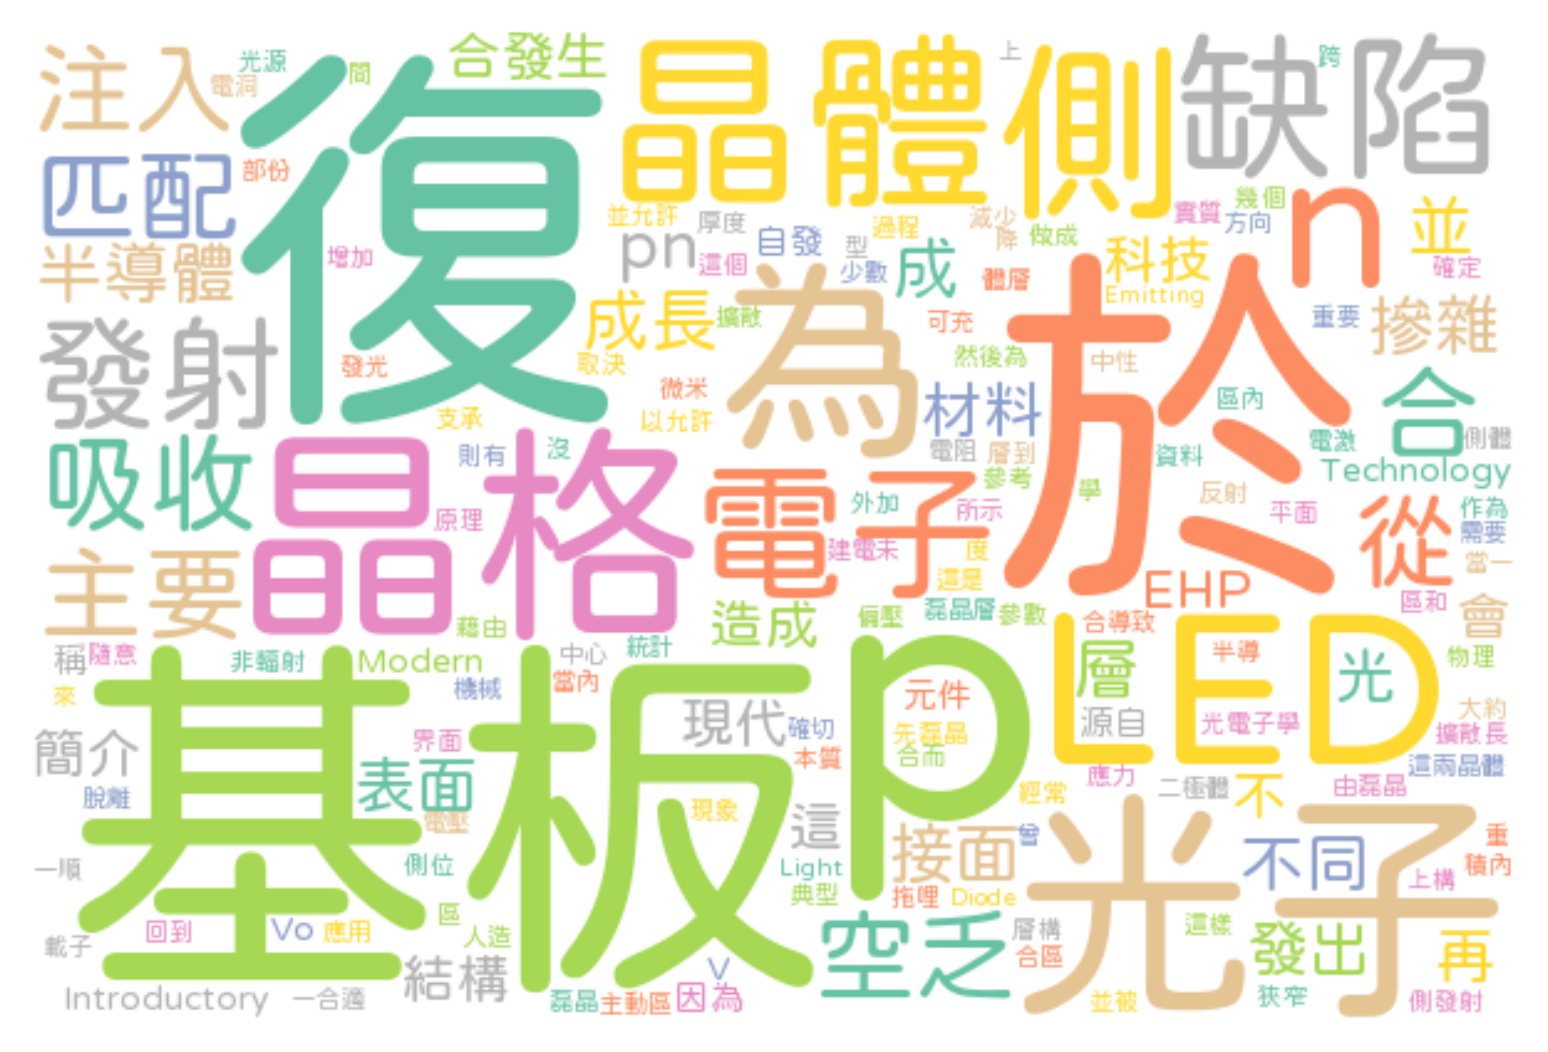 注入
光源
電洞
間
復
合發生
晶體側
上
缺陷
跨
匹配
部份
半導體
增加
並允許
厚度
pn
這個
自發
型
過程
少數
成
減少
降
做成
體層
科技
Emitting
實質
方向
幾個
n
並
確定
發射
發光
成長
擴散
取決
微米
以允許
支承
為
可充
然後為
中性
於
重要
摻雜
材料
區內
合
側體
吸收
晶格
則有
沒
原理
電子
電阻
層到
參考
外加
所示
學
資料
電激
反射
平面
Technology
從
作為
需要
當一
主要
建電未
度
這是
EHP
區和
會
藉由
造成
偏壓
磊晶層
參數
合導致
稱
隨意
非輻射
Modern
機械
中心
統計
當內
來
基板
p
元件
LED
層
半導
光
物理
簡介
界面
現代
確切
先磊晶
合而
源自
光電子學
大約
擴散長
脫離
表面
本質
應力
二極體
不
這兩晶體
由磊晶
電壓
現象
這
經常
曾
接面
光子
不同
重
積內
上構
一順
側位
Light
典型
拖哩
Diode
區
回到
Vo
應用
人造
載子
空乏
層構
合區
這樣
發出
再
Introductory
一合適
結構
V
磊晶
主動區
因為
並被
狹窄
側發射